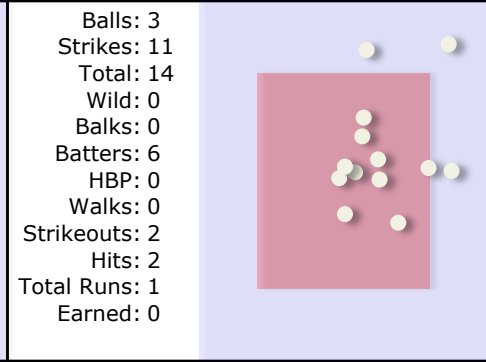 Balls: 3
Strikes: 11
Total: 14
Wild: 0
Balks: 0
Batters: 6
HBP: 0
Walks: 0
Strikeouts: 2
Hits: 2
Total Runs: 1
Earned: 0